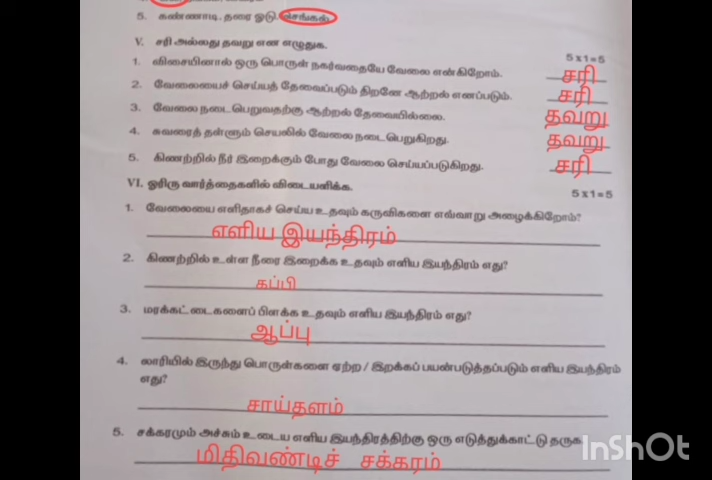 5. கண்ணாடி, தரை ஓடு, செங்கல்
V. சரி அல்லது தவறு என எழுதுக.
5 x 1 = 5
1. விசையினால் ஒரு பொருள் நகர்வதையே வேலை என்கிறோம். சரி
2. வேலையைச் செய்யத் தேவைப்படும் திறனே ஆற்றல் எனப்படும். சரி
3. வேலை நடைபெறுவதற்கு ஆற்றல் தேவையில்லை. தவறு
4. சுவரைத் தள்ளும் செயலில் வேலை நடைபெறுகிறது. தவறு
5. கிணற்றில் நீர் இறைக்கும் போது வேலை செய்யப்படுகிறது. சரி
VI. ஓரிரு வார்த்தைகளில் விடையளிக்க.
5 x 1 = 5
1. வேலையை எளிதாகச் செய்ய உதவும் கருவிகளை எவ்வாறு அழைக்கிறோம்?
எளிய இயந்திரம்
2. கிணற்றில் உள்ள நீரை இறைக்க உதவும் எளிய இயந்திரம் எது?
கப்பி
3. மரக்கட்டைகளைப் பிளக்க உதவும் எளிய இயந்திரம் எது?
ஆப்பு
4. லாரியில் இருந்து பொருள்களை ஏற்ற / இறக்கப் பயன்படுத்தப்படும் எளிய இயந்திரம்
எது?
சாய்தளம்
5. சக்கரமும் அச்சும் உடைய எளிய இயந்திரத்திற்கு ஒரு எடுத்துக்காட்டு தருக
மிதிவண்டிச் சக்கரம்
InShOt